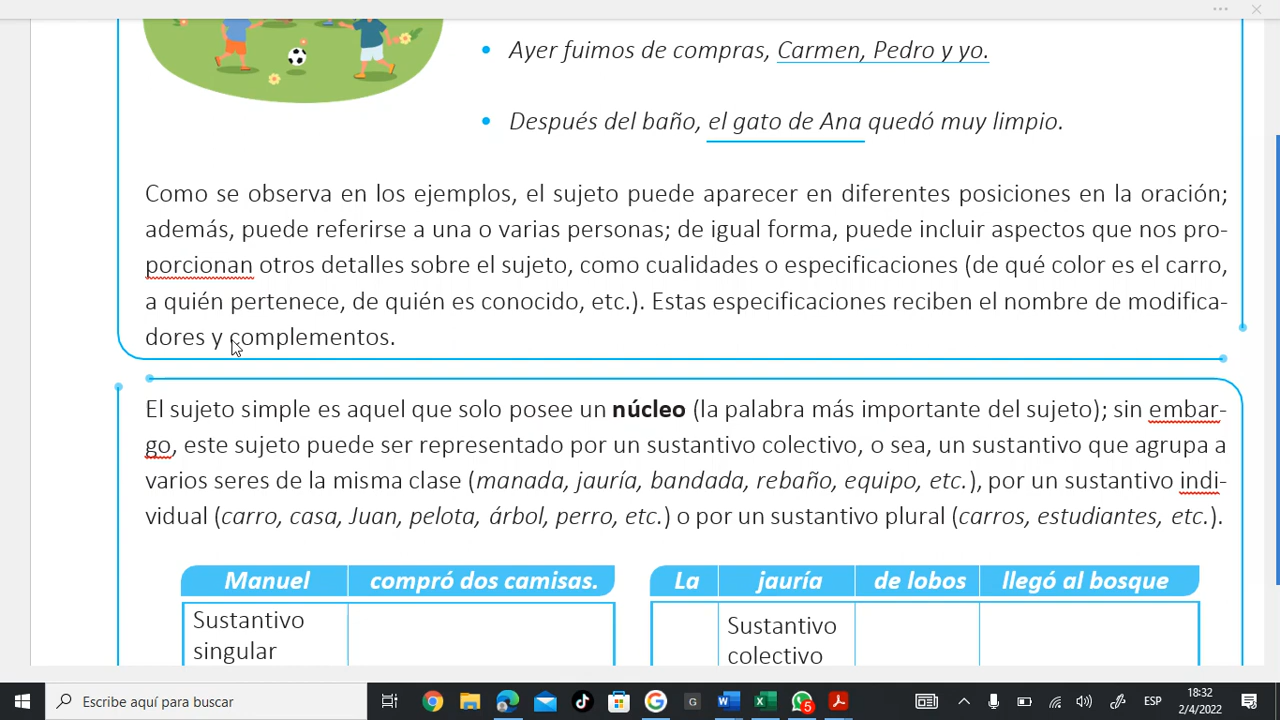 Ayer fuimos de compras, Carmen, Pedro y yo.
Después del baño, el gato de Ana quedó muy limpio.
Como se observa en los ejemplos, el sujeto puede aparecer en diferentes posiciones en la oración;
además, puede referirse a una o varias personas; de igual forma, puede incluir aspectos que nos pro-
porcionan otros detalles sobre el sujeto, como cualidades o especificaciones (de qué color es el carro,
a quién pertenece, de quién es conocido, etc.). Estas especificaciones reciben el nombre de modifica-
dores y complementos.
El sujeto simple es aquel que solo posee un núcleo (la palabra más importante del sujeto); sin embar-
go, este sujeto puede ser representado por un sustantivo colectivo, o sea, un sustantivo que agrupa a
varios seres de la misma clase (manada, jauría, bandada, rebaño, equipo, etc.), por un sustantivo indi-
vidual (carro, casa, Juan, pelota, árbol, perro, etc.) o por un sustantivo plural (carros, estudiantes, etc.).
Manuel compró dos camisas.
Sustantivo
singular
La jauría de lobos llegó al bosque
Sustantivo
colectivo
Escribe aquí para buscar
G
5
ESP
18:32
2/4/2022